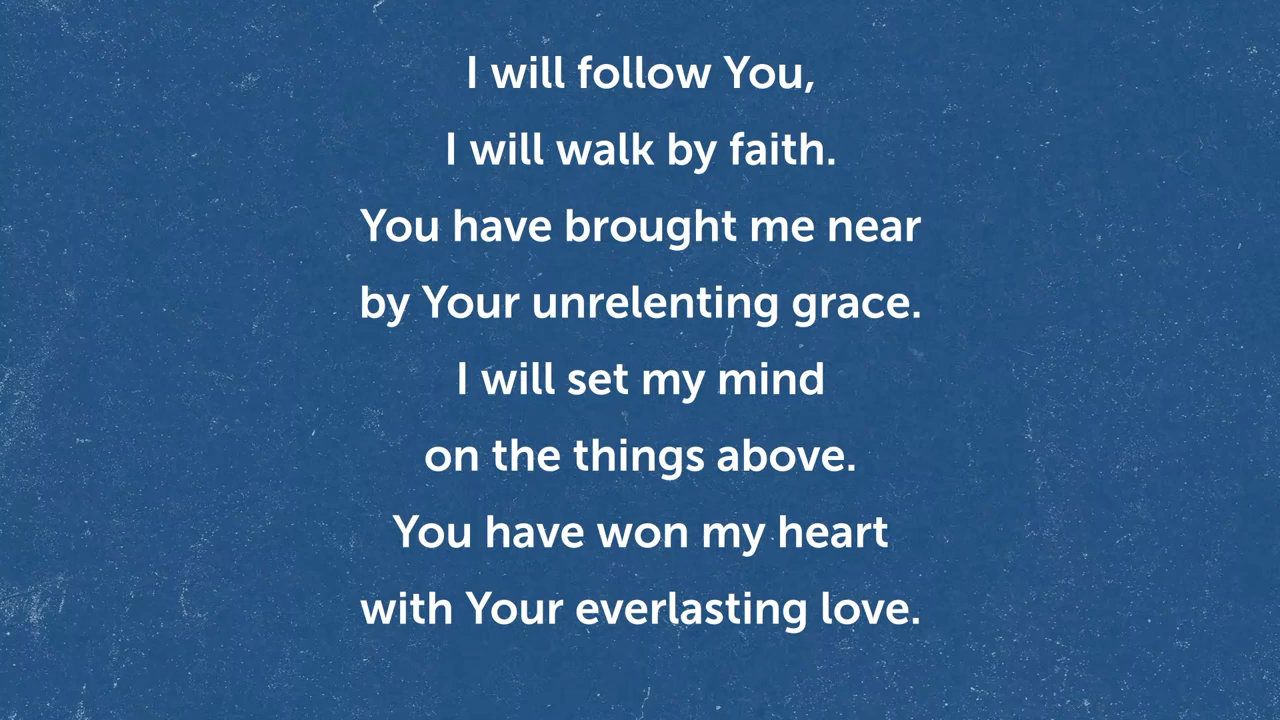 I will follow You,
I will walk by faith.
You have brought me near
by Your unrelenting grace.
I will set my mind
on the things above.
You have won my heart
with Your everlasting love.